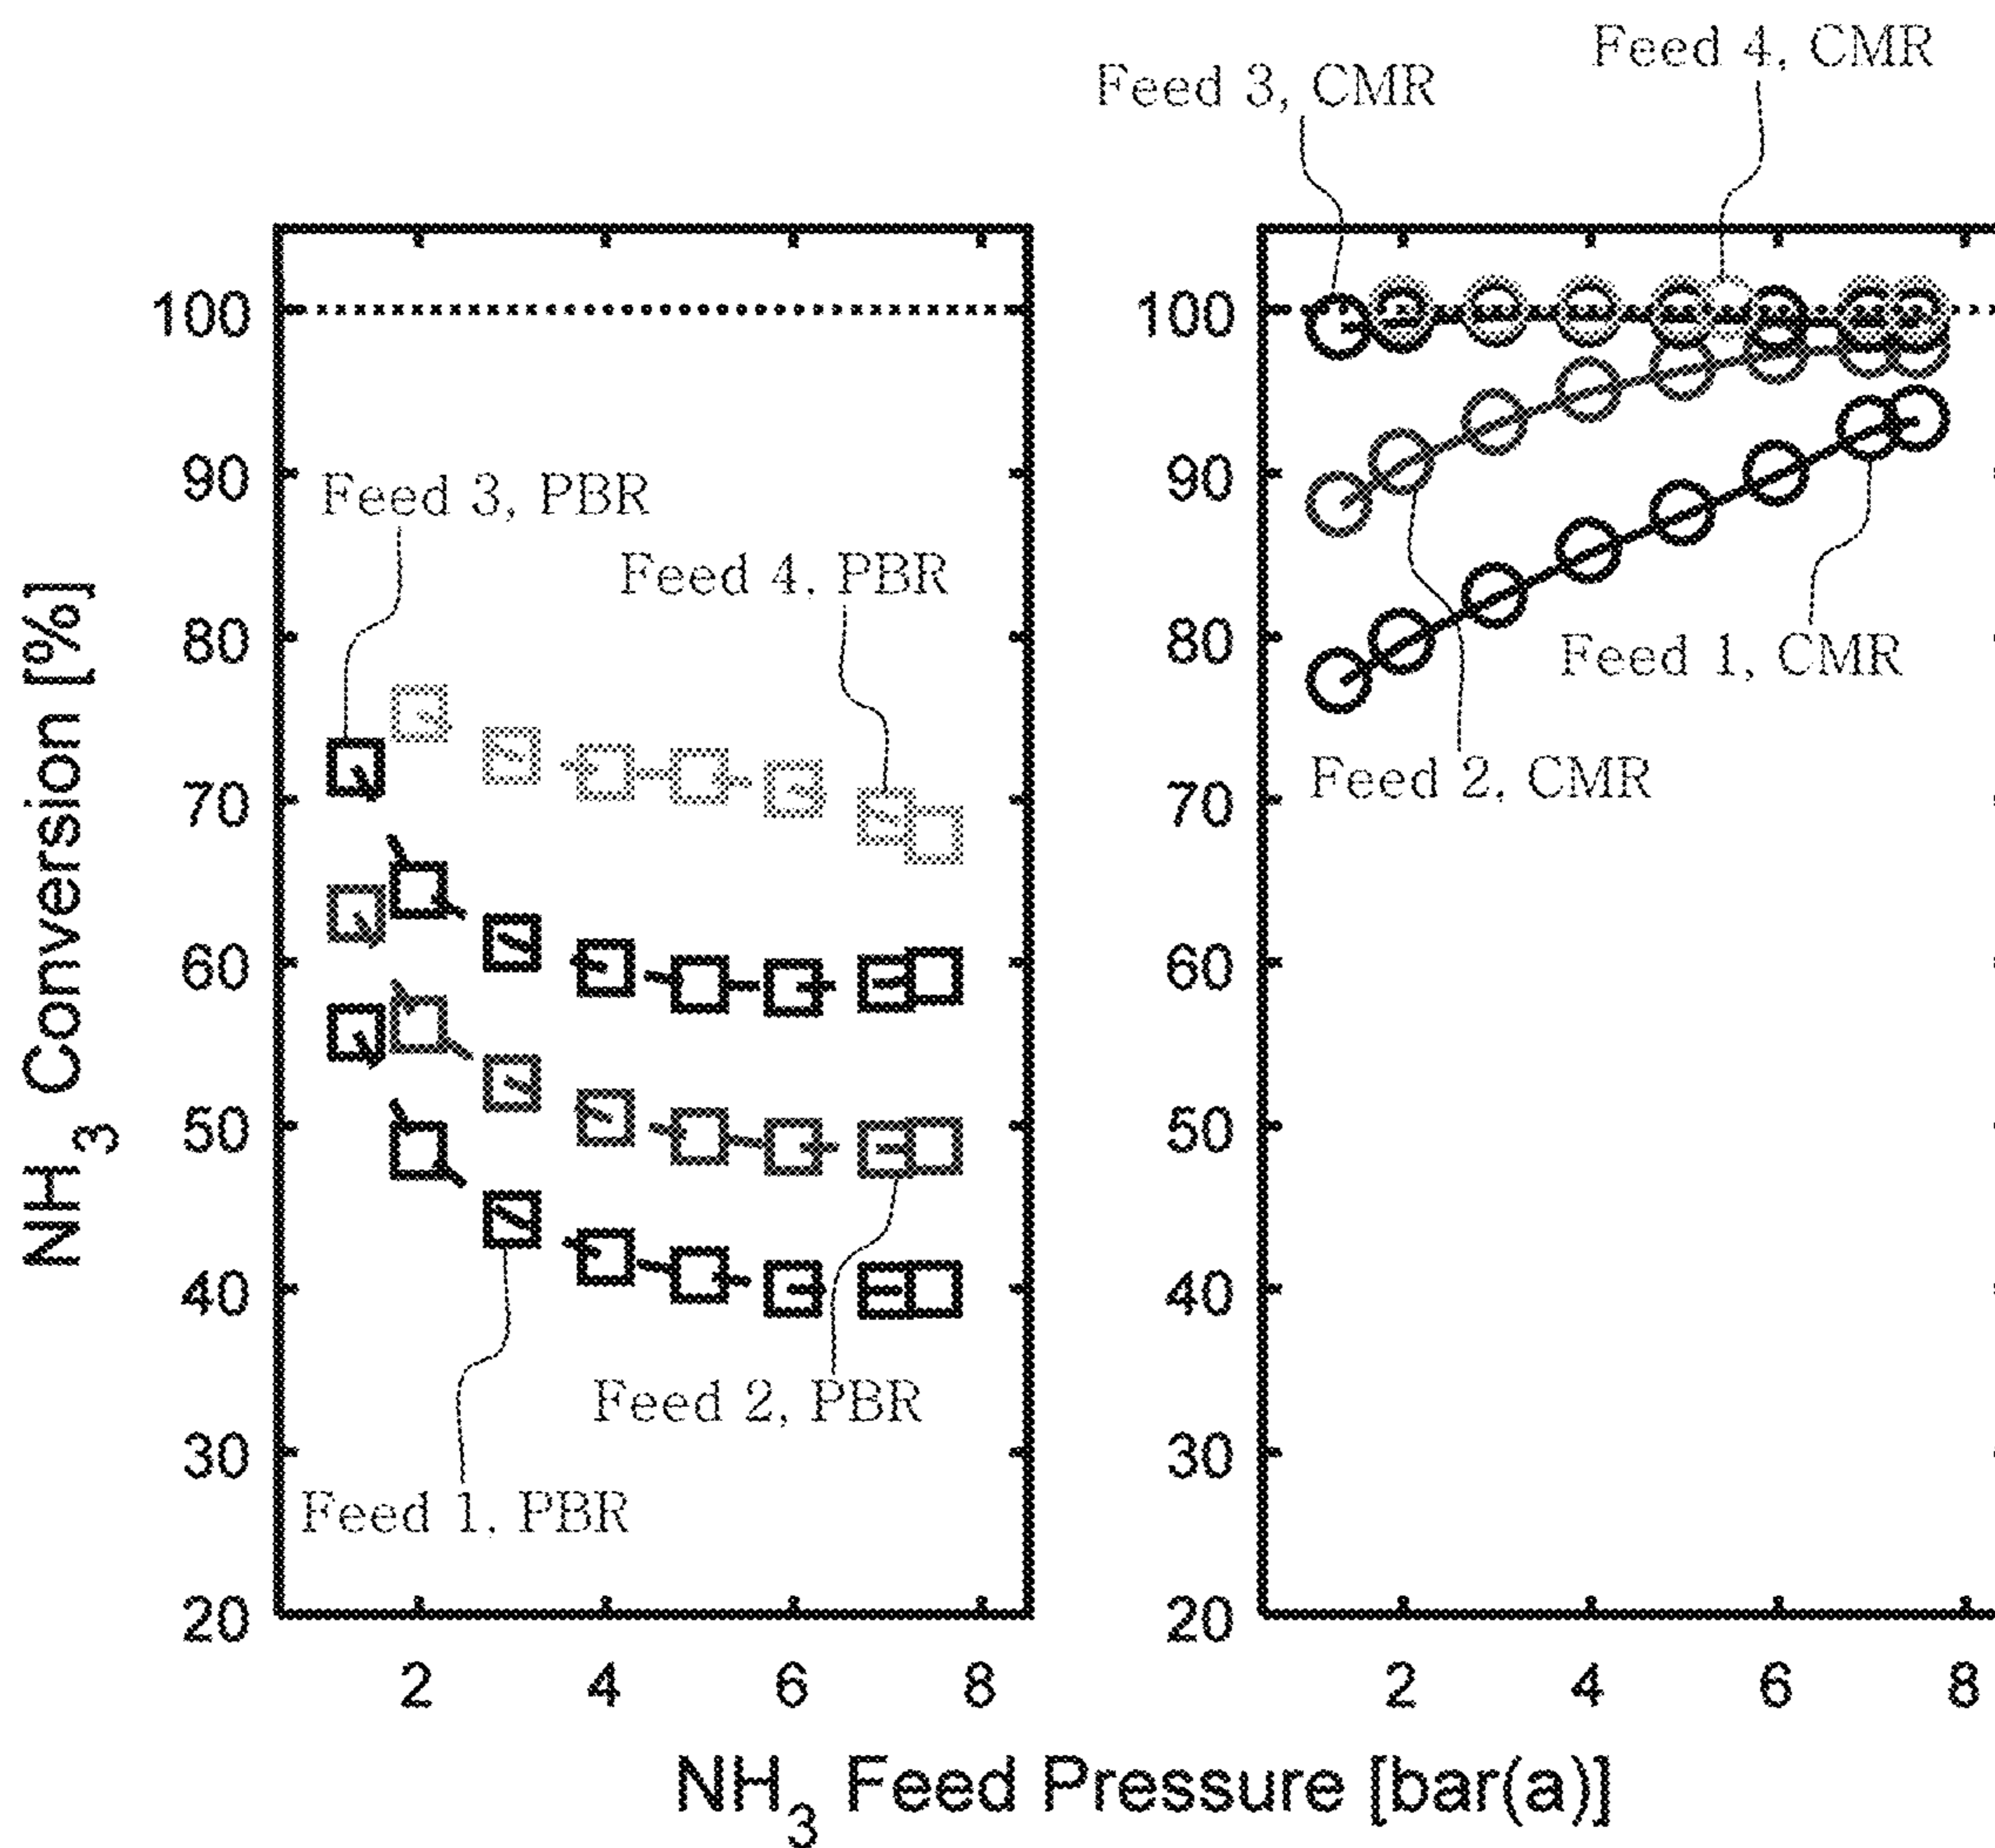 Feed 4, CMR
Feed 3, CMR
100
90
80
70
60
50
40
30
20
Feed 3, PBR
Feed 4, PBR
Feed 2, PBR
Feed 1, PBR
2 4 6 8
100
90
80
70
60
50
40
30
20
Feed 1, CMR
Feed 2, CMR
2 4 6 8
NH3 Conversion [%]
NH3 Feed Pressure [bar(a)]